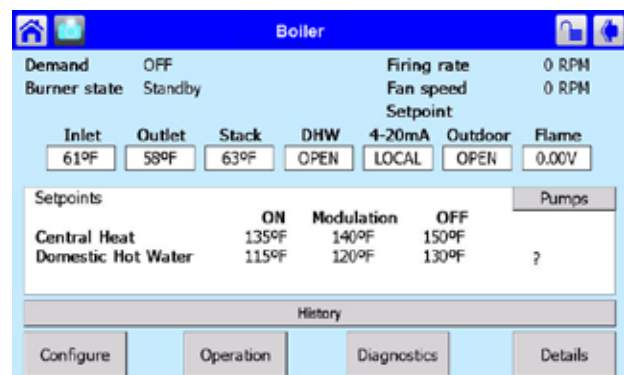 Boiler
Demand OFF Firing rate 0 RPM
Burner state Standby Fan speed 0 RPM
Setpoint
Inlet Outlet Stack DHW 4-20mA Outdoor Flame
61ºF 58ºF 63ºF OPEN LOCAL OPEN 0.00V
Setpoints Pumps
ON Modulation OFF
Central Heat 135ºF 140ºF 150ºF
Domestic Hot Water 115ºF 120ºF 130ºF ?
History
Configure Operation Diagnostics Details